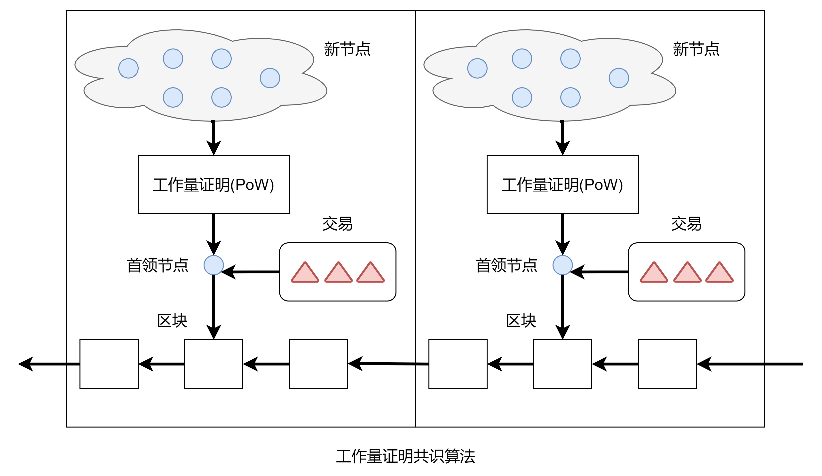 新节点
新节点
工作量证明(PoW)
工作量证明(PoW)
交易
交易
首领节点
首领节点
区块
区块
工作量证明共识算法